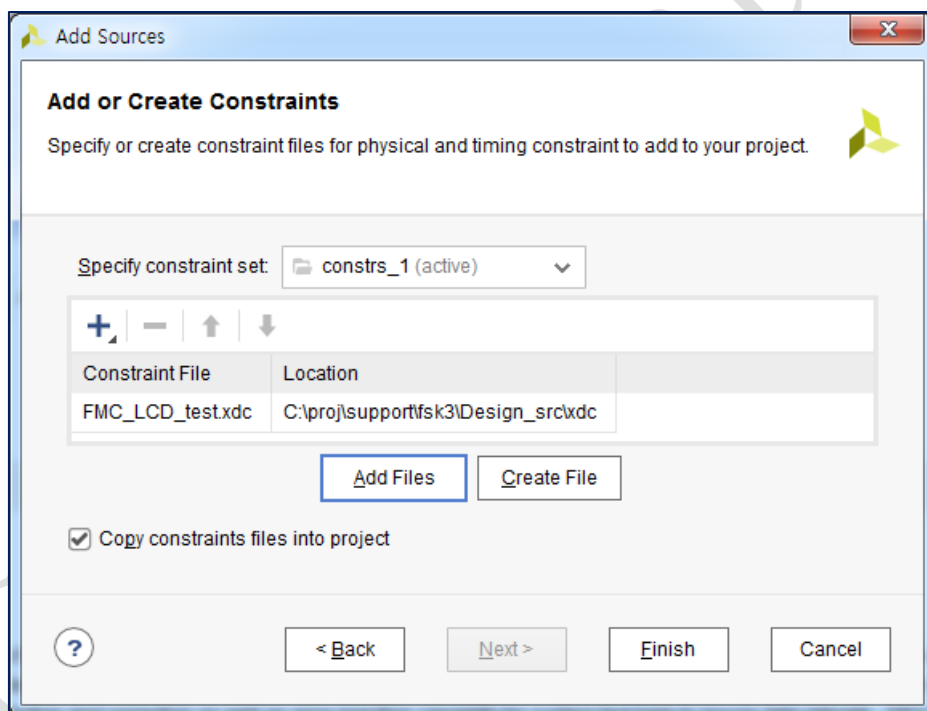 Add Sources
Add or Create Constraints
Specify or create constraint files for physical and timing constraint to add to your project.
Specify constraint set: constrs_1 (active)
Constraint File Location
FMC_LCD_test.xdc C:\proj\support\fsk3\Design_src\xdc
Add Files Create File
Copy constraints files into project
? < Back Next > Finish Cancel